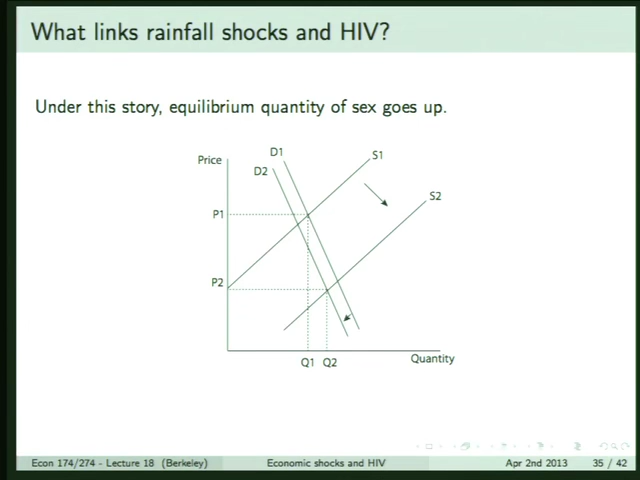 What links rainfall shocks and HIV?
Under this story, equilibrium quantity of sex goes up.
Price
D1
D2
S1
S2
P1
P2
Q1 Q2
Quantity
Econ 174/274 - Lecture 18 (Berkeley) Economic shocks and HIV Apr 2nd 2013 35 / 42